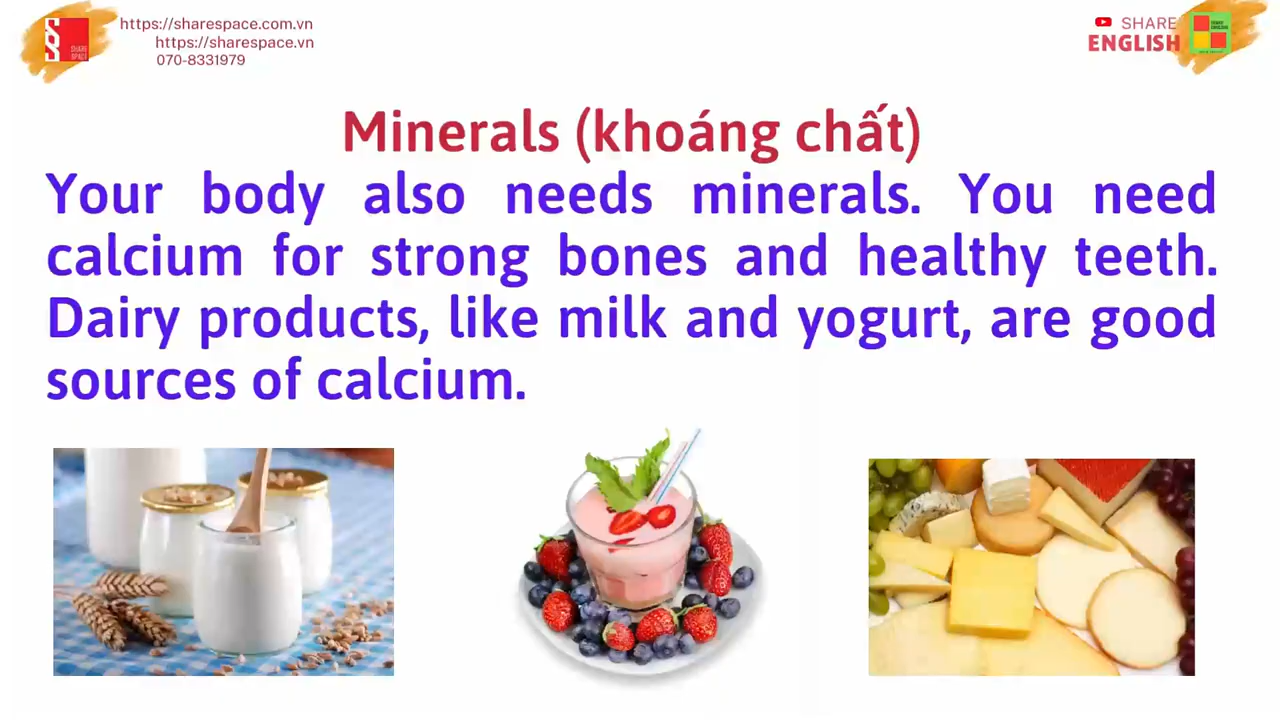 https://sharespace.com.vn
https://sharespace.vn
070-8331979
SHARE
SPACE
SHARE
ENGLISH
Minerals (khoáng chất)
Your body also needs minerals. You need
calcium for strong bones and healthy teeth.
Dairy products, like milk and yogurt, are good
sources of calcium.